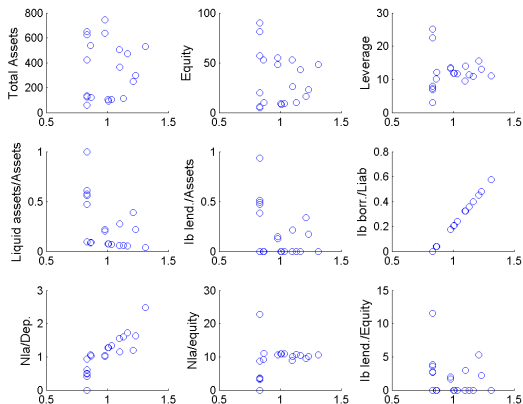 Total Assets
800
600
400
200
0
0.5 1 1.5
Equity
100
50
0
0.5 1 1.5
Leverage
30
20
10
0
0.5 1 1.5
Liquid assets/Assets
1
0.5
0
0.5 1 1.5
Ib lend./Assets
1
0.5
0
0.5 1 1.5
Ib borr./Liab
0.8
0.6
0.4
0.2
0
0.5 1 1.5
Nla/Dep.
3
2
1
0
0.5 1 1.5
Nla/equity
30
20
10
0
0.5 1 1.5
Ib lend./Equity
15
10
5
0
0.5 1 1.5